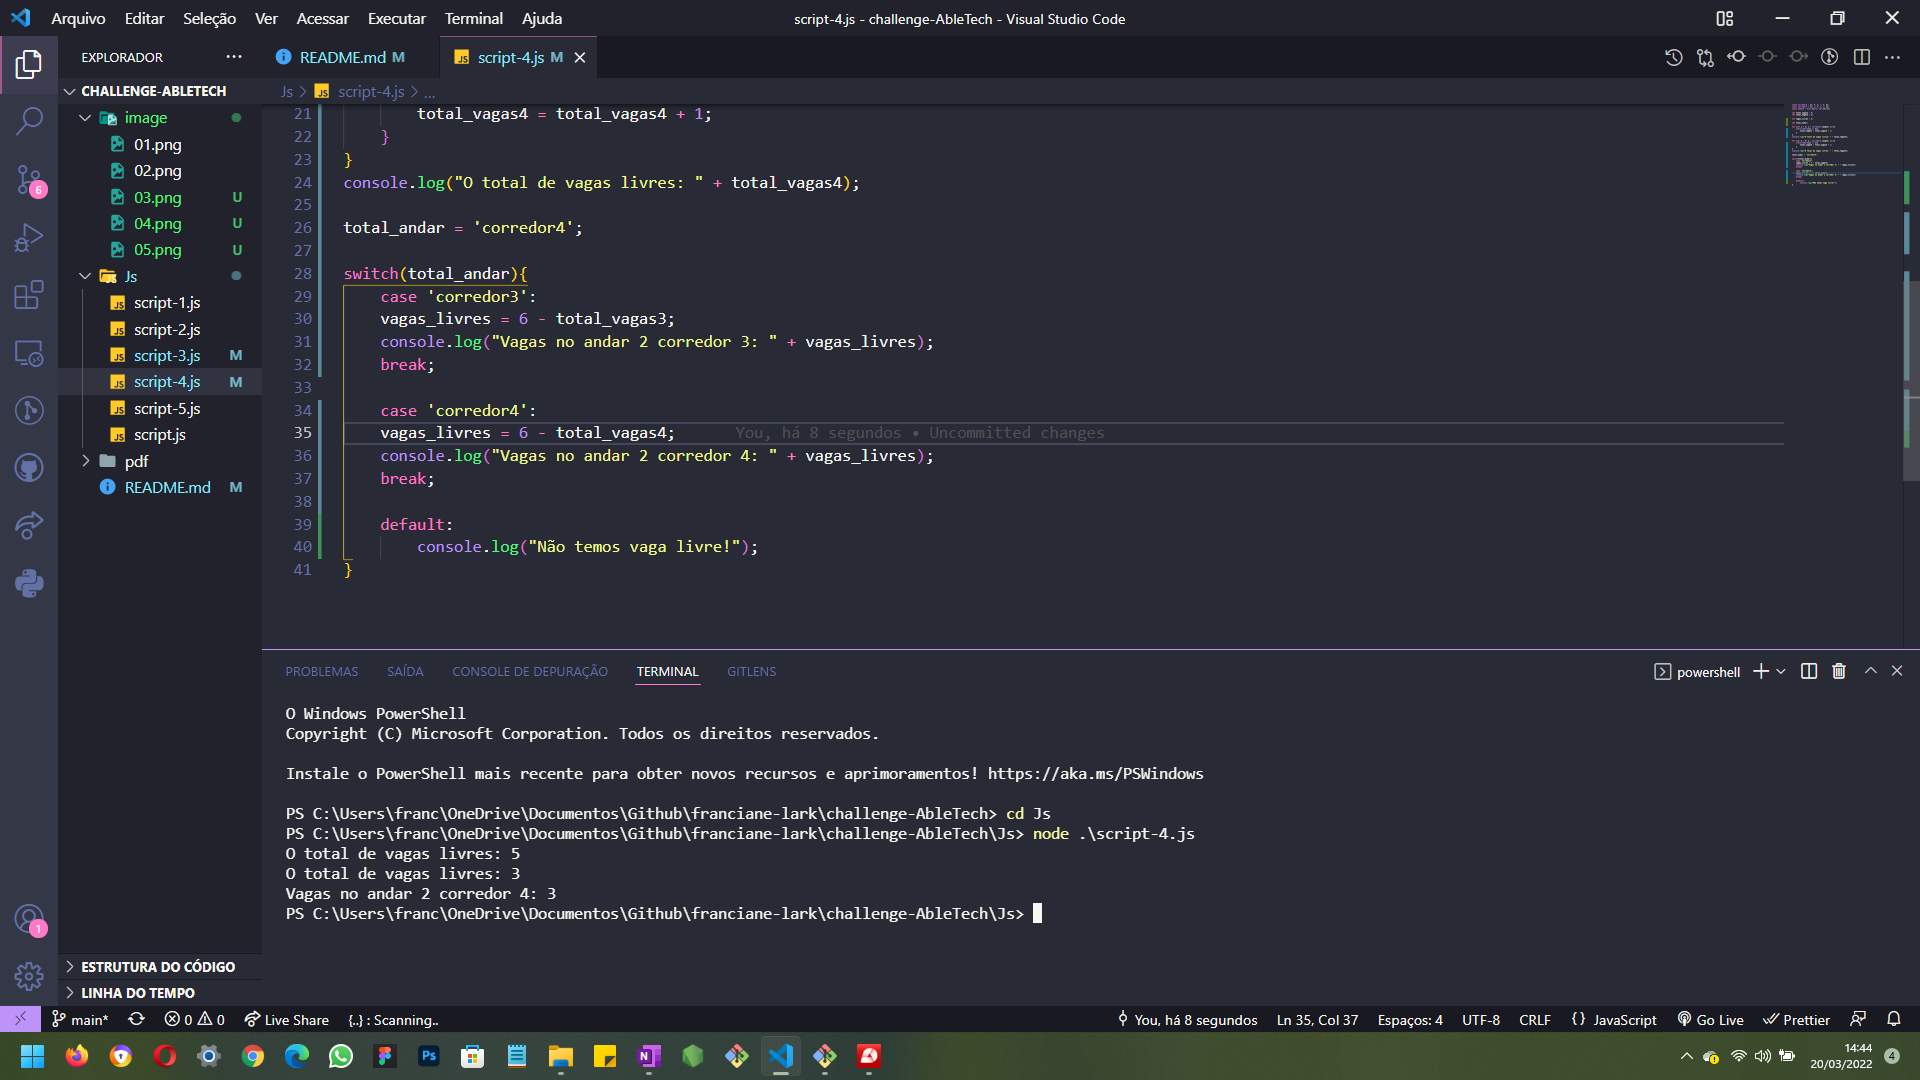 Arquivo Editar Seleção Ver Acessar Executar Terminal Ajuda
script-4.js - challenge-AbleTech - Visual Studio Code
EXPLORADOR ···
README.md M
JS script-4.js M
CHALLENGE-ABLETECH
image
01.png
02.png
03.png U
04.png U
05.png U
Js
JS script-1.js
JS script-2.js
JS script-3.js M
JS script-4.js M
JS script-5.js
JS script.js
pdf
README.md M
ESTRUTURA DO CÓDIGO
LINHA DO TEMPO
6
1
Js > JS script-4.js > ...
21 total_vagas4 = total_vagas4 + 1;
22 }
23 }
24 console.log("O total de vagas livres: " + total_vagas4);
25
26 total_andar = 'corredor4';
27
28 switch(total_andar){
29 case 'corredor3':
30 vagas_livres = 6 - total_vagas3;
31 console.log("Vagas no andar 2 corredor 3: " + vagas_livres);
32 break;
33
34 case 'corredor4':
35 vagas_livres = 6 - total_vagas4; You, há 8 segundos • Uncommitted changes
36 console.log("Vagas no andar 2 corredor 4: " + vagas_livres);
37 break;
38
39 default:
40 console.log("Não temos vaga livre!");
41 }
PROBLEMAS SAÍDA CONSOLE DE DEPURAÇÃO TERMINAL GITLENS
powershell
O Windows PowerShell
Copyright (C) Microsoft Corporation. Todos os direitos reservados.
Instale o PowerShell mais recente para obter novos recursos e aprimoramentos! https://aka.ms/PSWindows
PS C:\Users\franc\OneDrive\Documentos\Github\franciane-lark\challenge-AbleTech> cd Js
PS C:\Users\franc\OneDrive\Documentos\Github\franciane-lark\challenge-AbleTech\Js> node .\script-4.js
O total de vagas livres: 5
O total de vagas livres: 3
Vagas no andar 2 corredor 4: 3
PS C:\Users\franc\OneDrive\Documentos\Github\franciane-lark\challenge-AbleTech\Js>
main* 0 0 Live Share {..} : Scanning..
You, há 8 segundos Ln 35, Col 37 Espaços: 4 UTF-8 CRLF {} JavaScript Go Live Prettier
Ps
N
14:44
20/03/2022
4